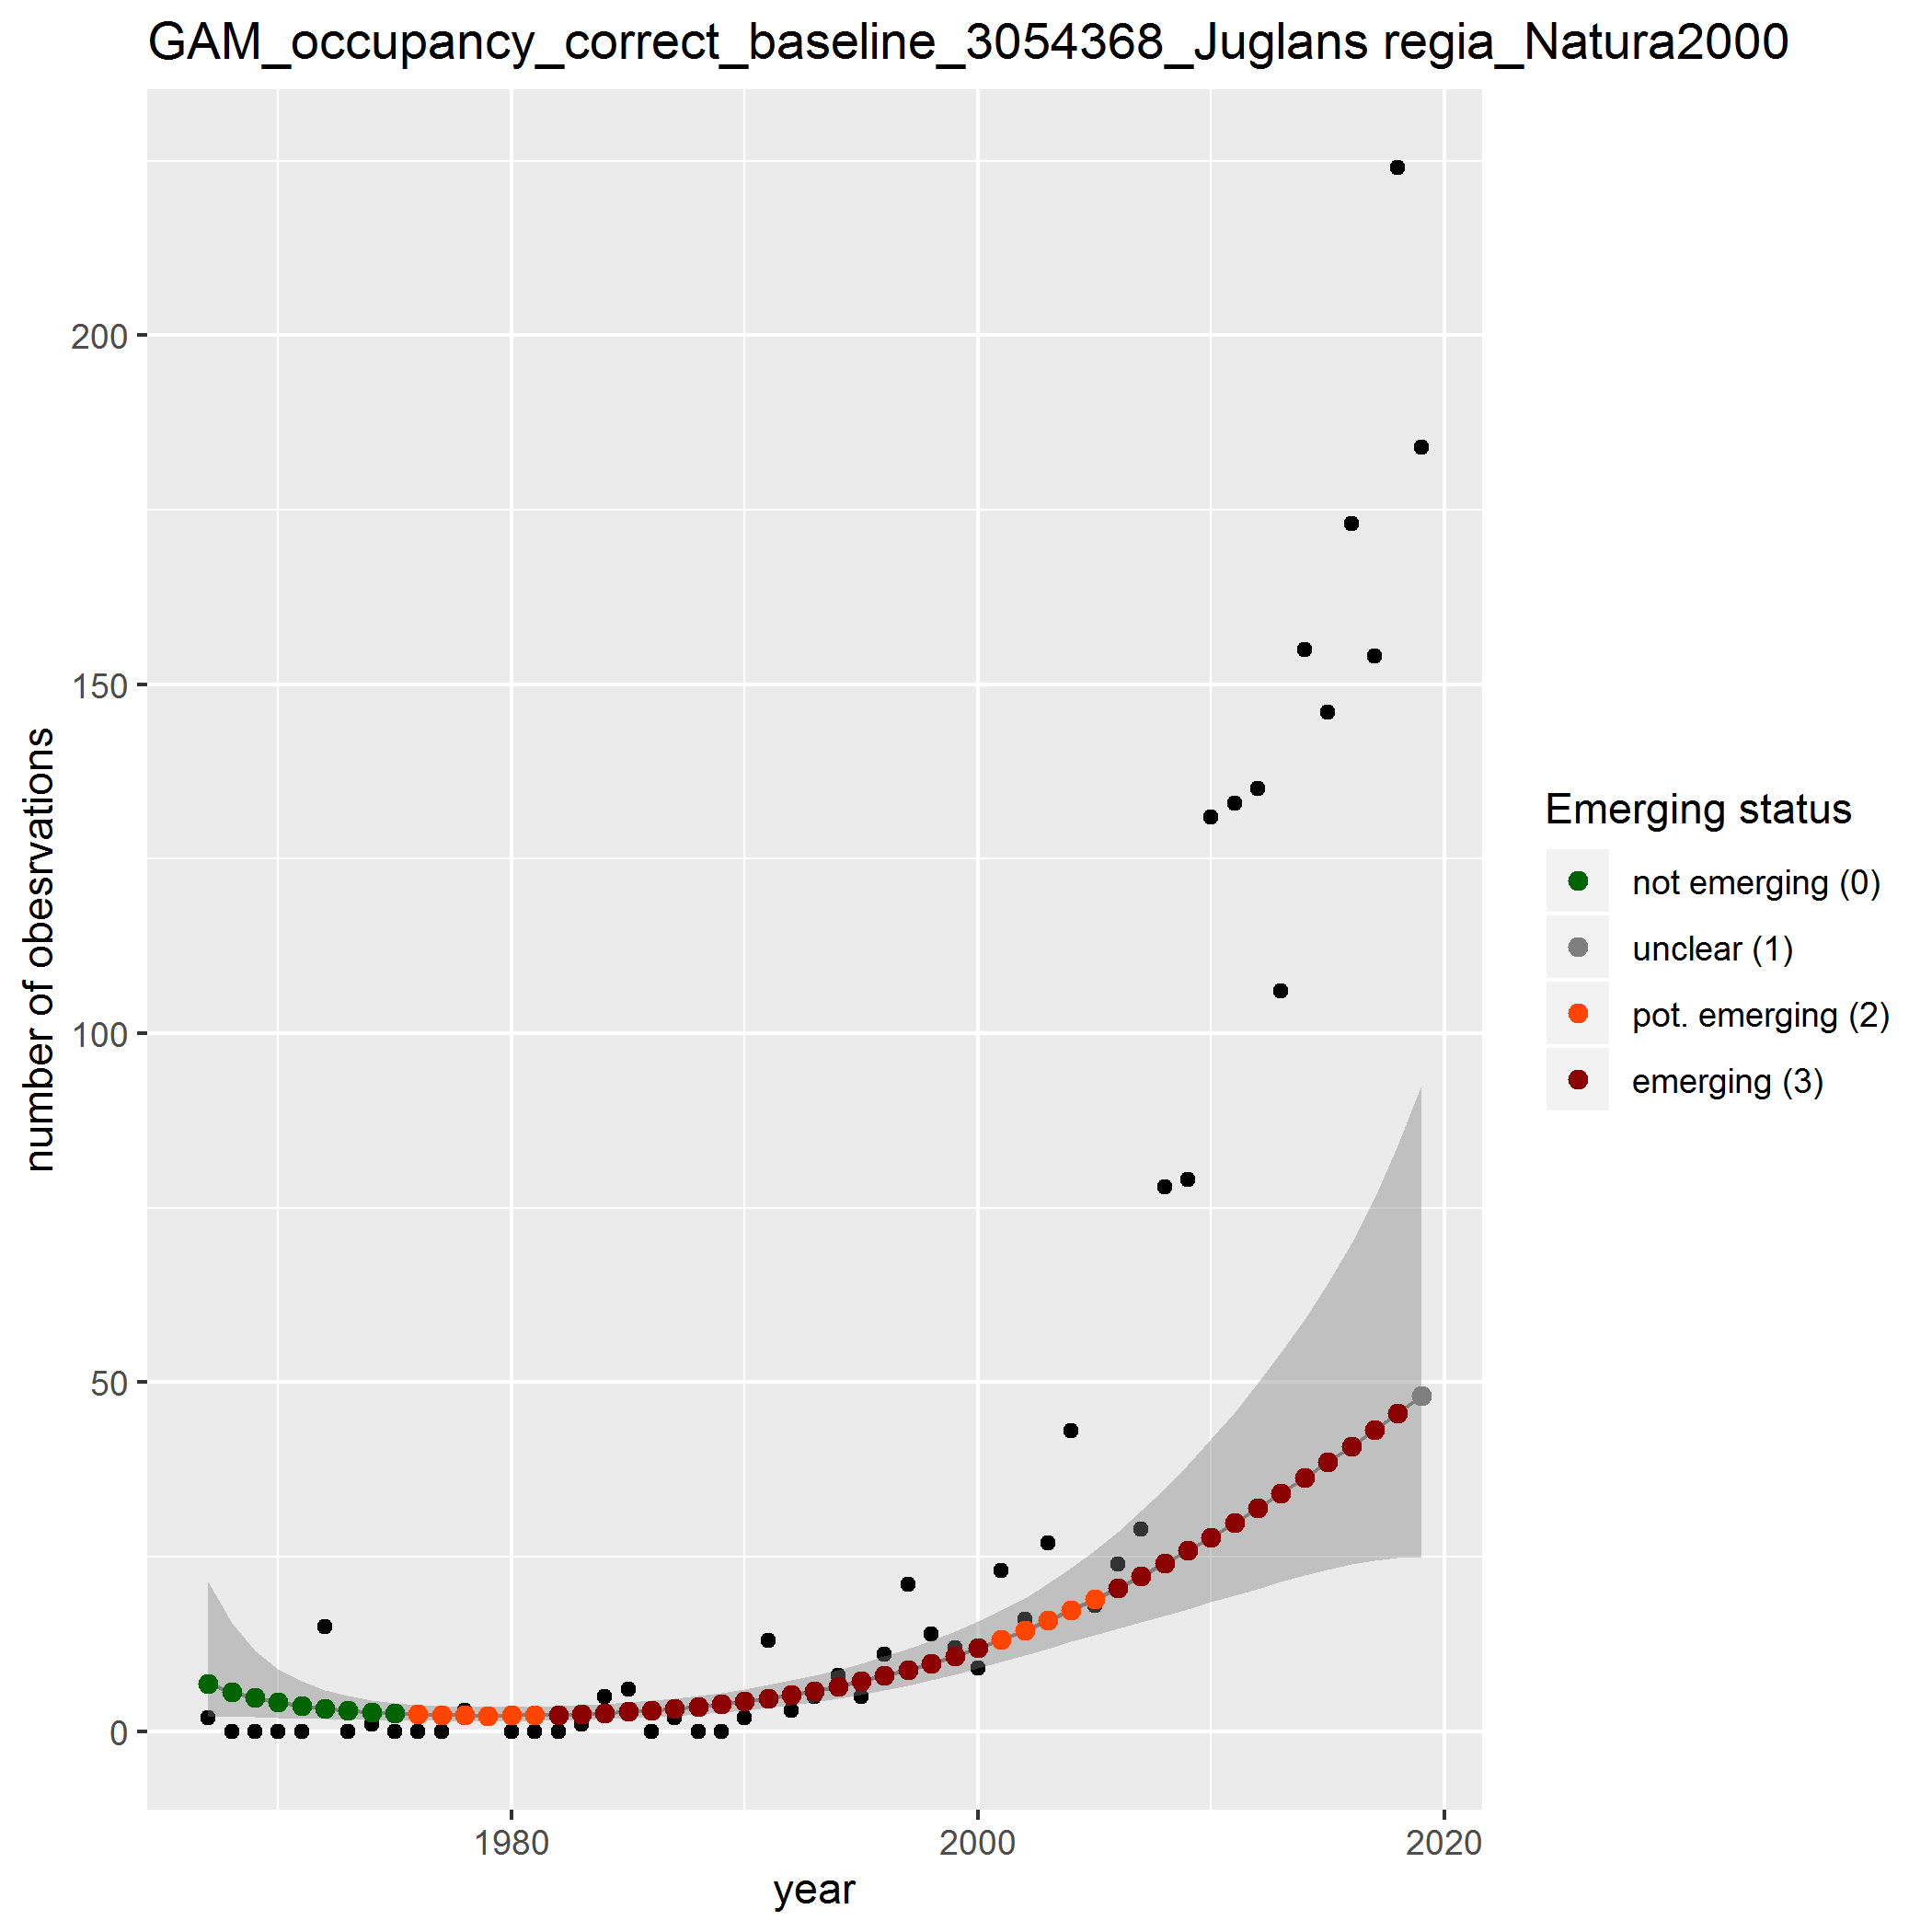 GAM_occupancy_correct_baseline_3054368_Juglans regia_Natura2000
200
150
100
50
0
number of obesrvations
1980
2000
2020
year
Emerging status
not emerging (0)
unclear (1)
pot. emerging (2)
emerging (3)